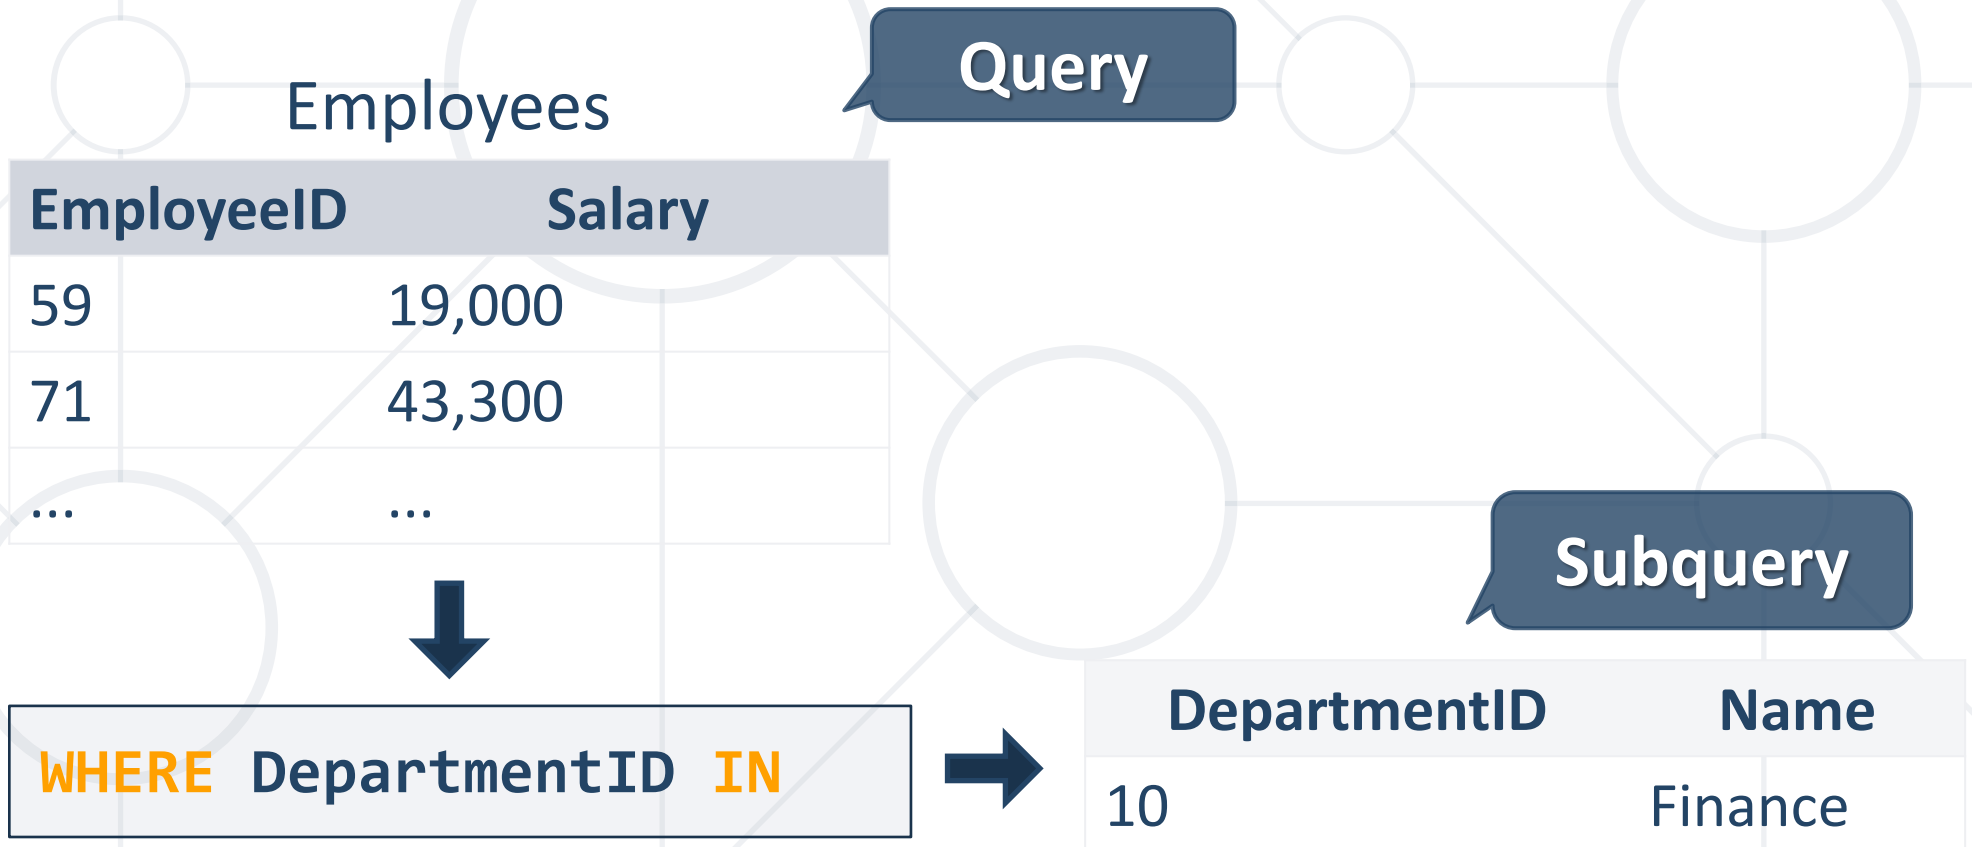 Query
Employees
EmployeeID Salary
59 19,000
71 43,300
... ...
Subquery
WHERE DepartmentID IN
DepartmentID Name
10 Finance